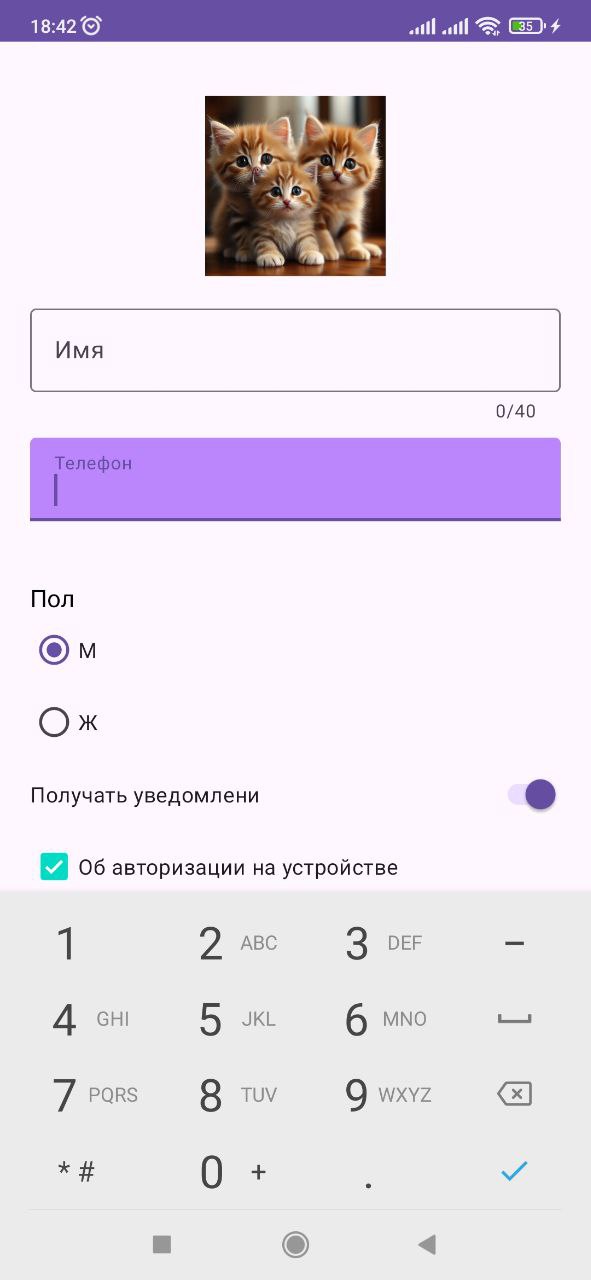 18:42
35
Имя
0/40
Телефон
Пол
М
Ж
Получать уведомлени
Об авторизации на устройстве
1 2 ABC 3 DEF –
4 GHI 5 JKL 6 MNO
7 PQRS 8 TUV 9 WXYZ
* # 0 + .